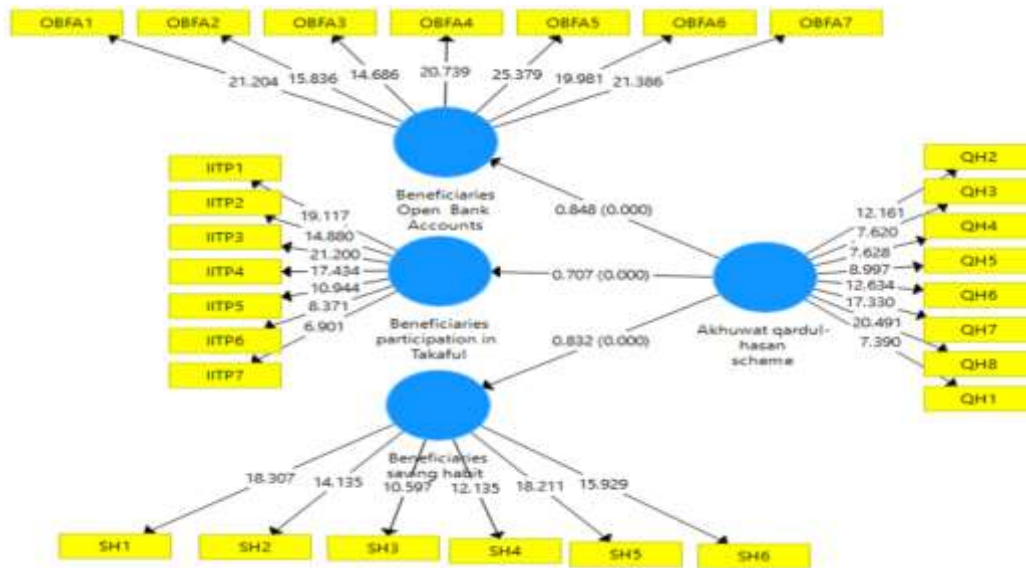 OBFA1 OBFA2 OBFA3 OBFA4 OBFA5 OBFA6 OBFA7
21.204 15.836 14.686 20.739 25.379 19.981 21.386
Beneficiaries
Open Bank
Accounts
IITP1
IITP2
IITP3
IITP4
IITP5
IITP6
IITP7
19.117
14.880
21.200
17.434
10.944
8.371
6.901
Beneficiaries
participation in
Takaful
0.848 (0.000)
0.707 (0.000)
0.832 (0.000)
Akhuwat qardul-
hasan
scheme
12.161
7.620
7.628
8.997
12.634
17.330
20.491
7.390
QH2
QH3
QH4
QH5
QH6
QH7
QH8
QH1
Beneficiaries
saving habit
18.307 14.135 10.597 12.135 18.211 15.929
SH1 SH2 SH3 SH4 SH5 SH6